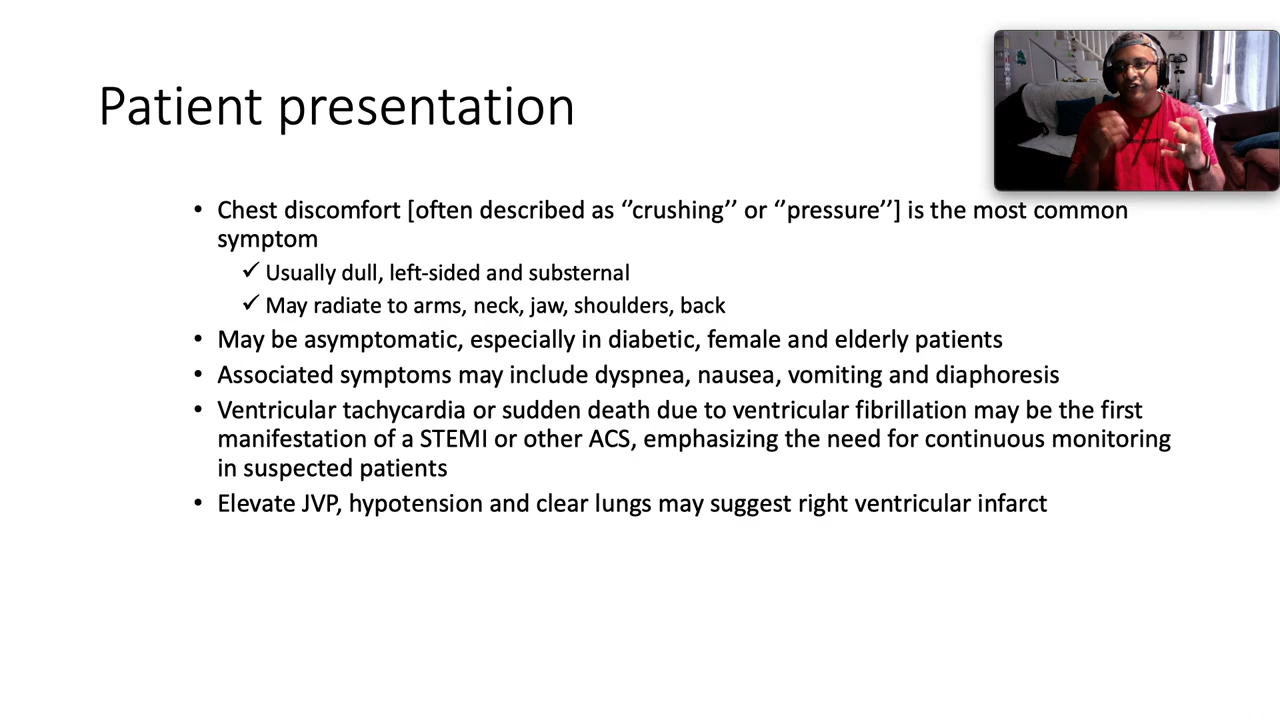 Patient presentation
• Chest discomfort [often described as ‘’crushing’’ or ‘’pressure’’] is the most common
symptom
✓ Usually dull, left-sided and substernal
✓ May radiate to arms, neck, jaw, shoulders, back
• May be asymptomatic, especially in diabetic, female and elderly patients
• Associated symptoms may include dyspnea, nausea, vomiting and diaphoresis
• Ventricular tachycardia or sudden death due to ventricular fibrillation may be the first
manifestation of a STEMI or other ACS, emphasizing the need for continuous monitoring
in suspected patients
• Elevate JVP, hypotension and clear lungs may suggest right ventricular infarct